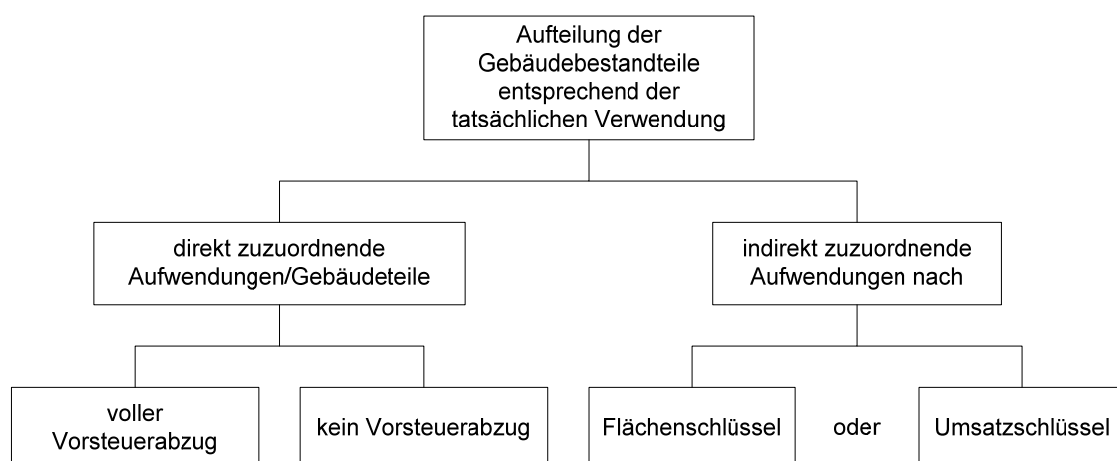 Aufteilung der
Gebäudebestandteile
entsprechend der
tatsächlichen Verwendung
direkt zuzuordnende
Aufwendungen/Gebäudeteile
indirekt zuzuordnende
Aufwendungen nach
voller
Vorsteuerabzug
kein Vorsteuerabzug
Flächenschlüssel
oder
Umsatzschlüssel